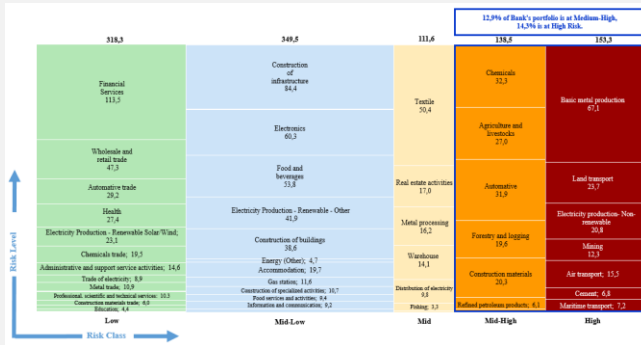 12,9% of Bank's portfolio is at Medium-High,
14,3% is at High Risk.
318,3
349,5
111,6
138,5
153,3
Financial
Services
113,5
Wholesale and
retail trade
47,3
Automotive trade
29,2
Health
27,4
Electricity Production - Renewable Solar/Wind;
23,1
Chemicals trade; 19,5
Administrative and support service activities; 14,6
Trade of electricity; 8,9
Metal trade; 10,9
Professional, scientific and technical services; 10,5
Construction materials trade; 6,0
Education; 4,4
Construction
of
infrastructure
84,4
Electronics
60,3
Food and
beverages
53,8
Electricity Production - Renewable - Other
41,9
Construction of buildings
38,6
Energy (Other); 4,7
Accommodation; 19,7
Gas station; 11,6
Construction of specialized activities; 10,7
Food services and activities; 9,4
Information and communication; 9,2
Textile
50,4
Real estate activities
17,0
Metal processing
16,2
Warehouse
14,1
Distribution of electricity
9,8
Fishing;
Chemicals
32,3
Agriculture and
livestocks
27,0
Automotive
31,9
Forestry and logging
19,6
Construction materials
20,3
Refined petroleum products; 6,1
Basic metal production
67,1
Land transport
23,7
Electricity production- Non-
renewable
20,8
Mining
12,3
Air transport; 15,5
Cement; 6,8
Maritime transport; 7,2
Risk Level
Low
Mid-Low
Mid
Mid-High
High
Risk Class